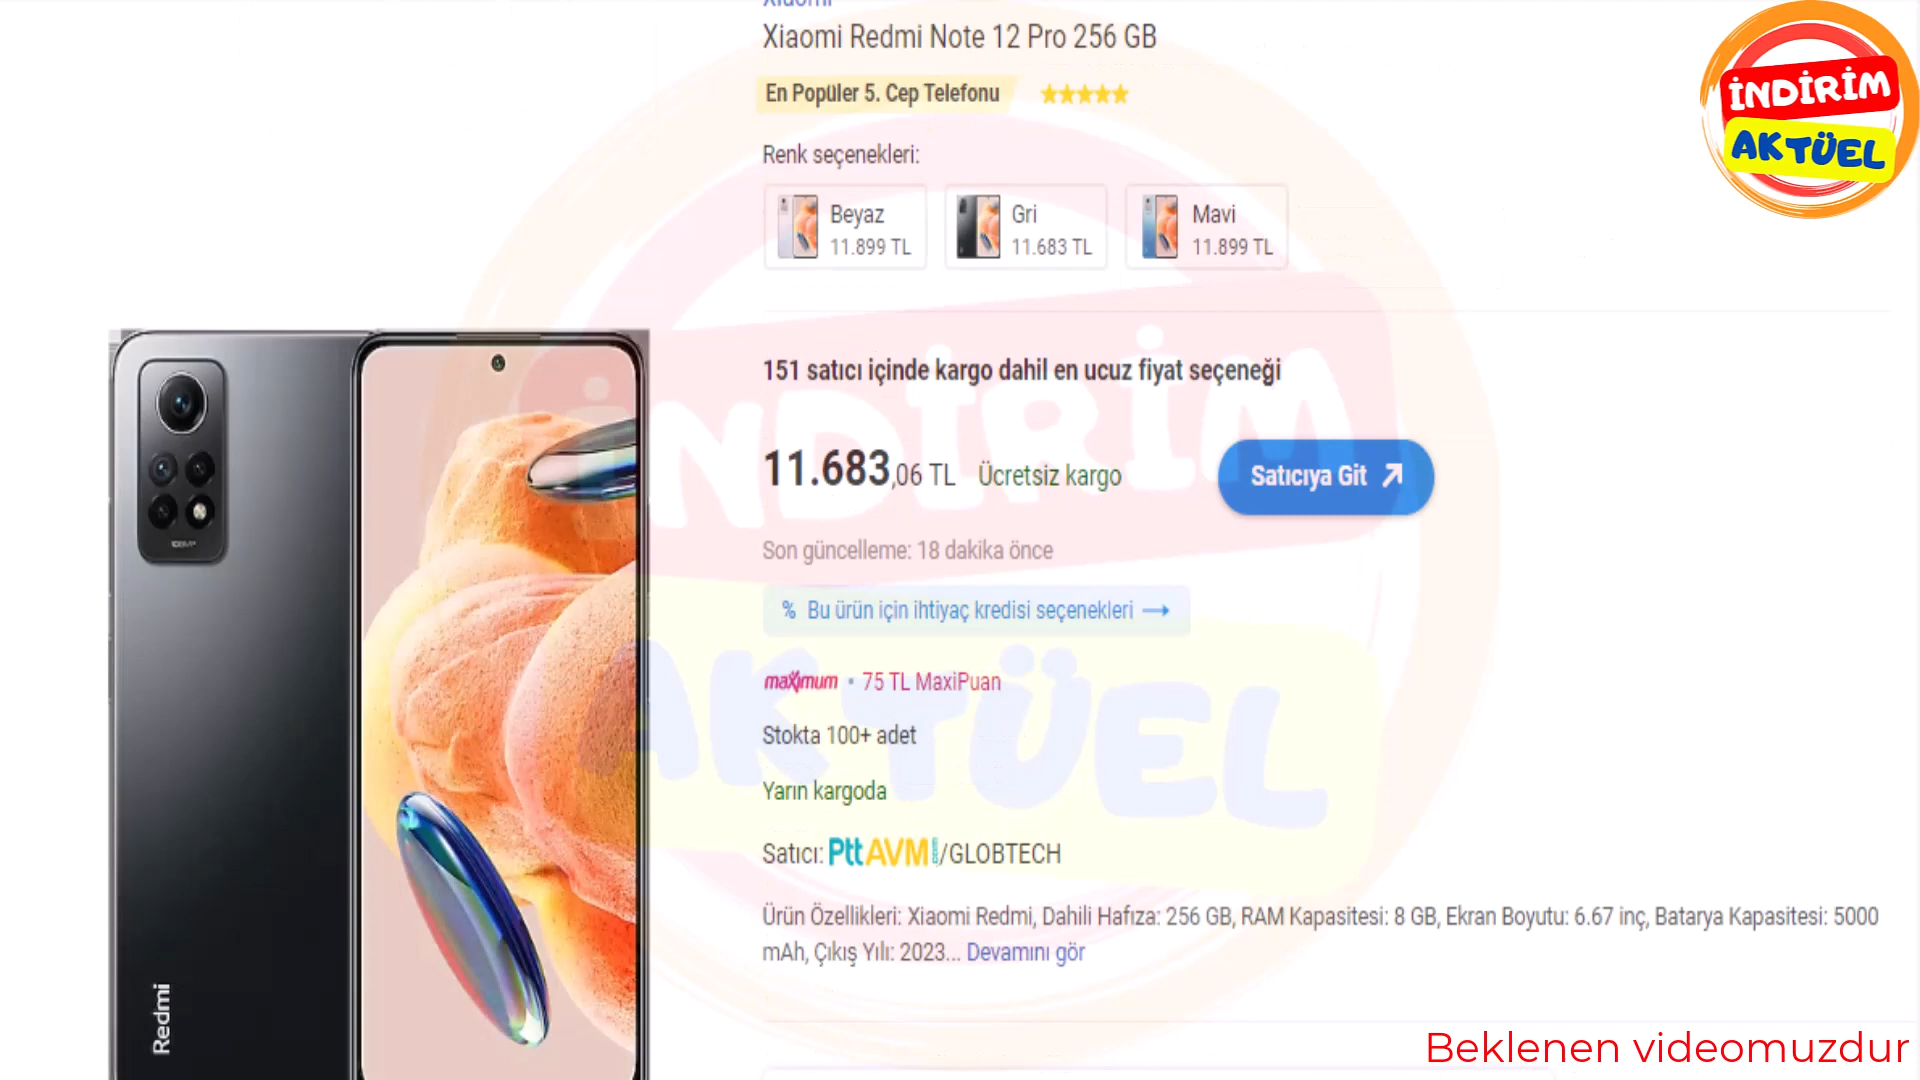 Xiaomi
Xiaomi Redmi Note 12 Pro 256 GB
En Popüler 5. Cep Telefonu
Renk seçenekleri:
Beyaz
11.899 TL
Gri
11.683 TL
Mavi
11.899 TL
İNDİRİM
AKTÜEL
151 satıcı içinde kargo dahil en ucuz fiyat seçeneği
11.683,06 TL Ücretsiz kargo
Satıcıya Git
Son güncelleme: 18 dakika önce
% Bu ürün için ihtiyaç kredisi seçenekleri →
maximum • 75 TL MaxiPuan
Stokta 100+ adet
Yarın kargoda
Satıcı: PttAVM.com/GLOBTECH
Ürün Özellikleri: Xiaomi Redmi, Dahili Hafıza: 256 GB, RAM Kapasitesi: 8 GB, Ekran Boyutu: 6.67 inç, Batarya Kapasitesi: 5000
mAh, Çıkış Yılı: 2023... Devamını gör
İNDİRİM
AKTÜEL
Redmi
Beklenen videomuzdur